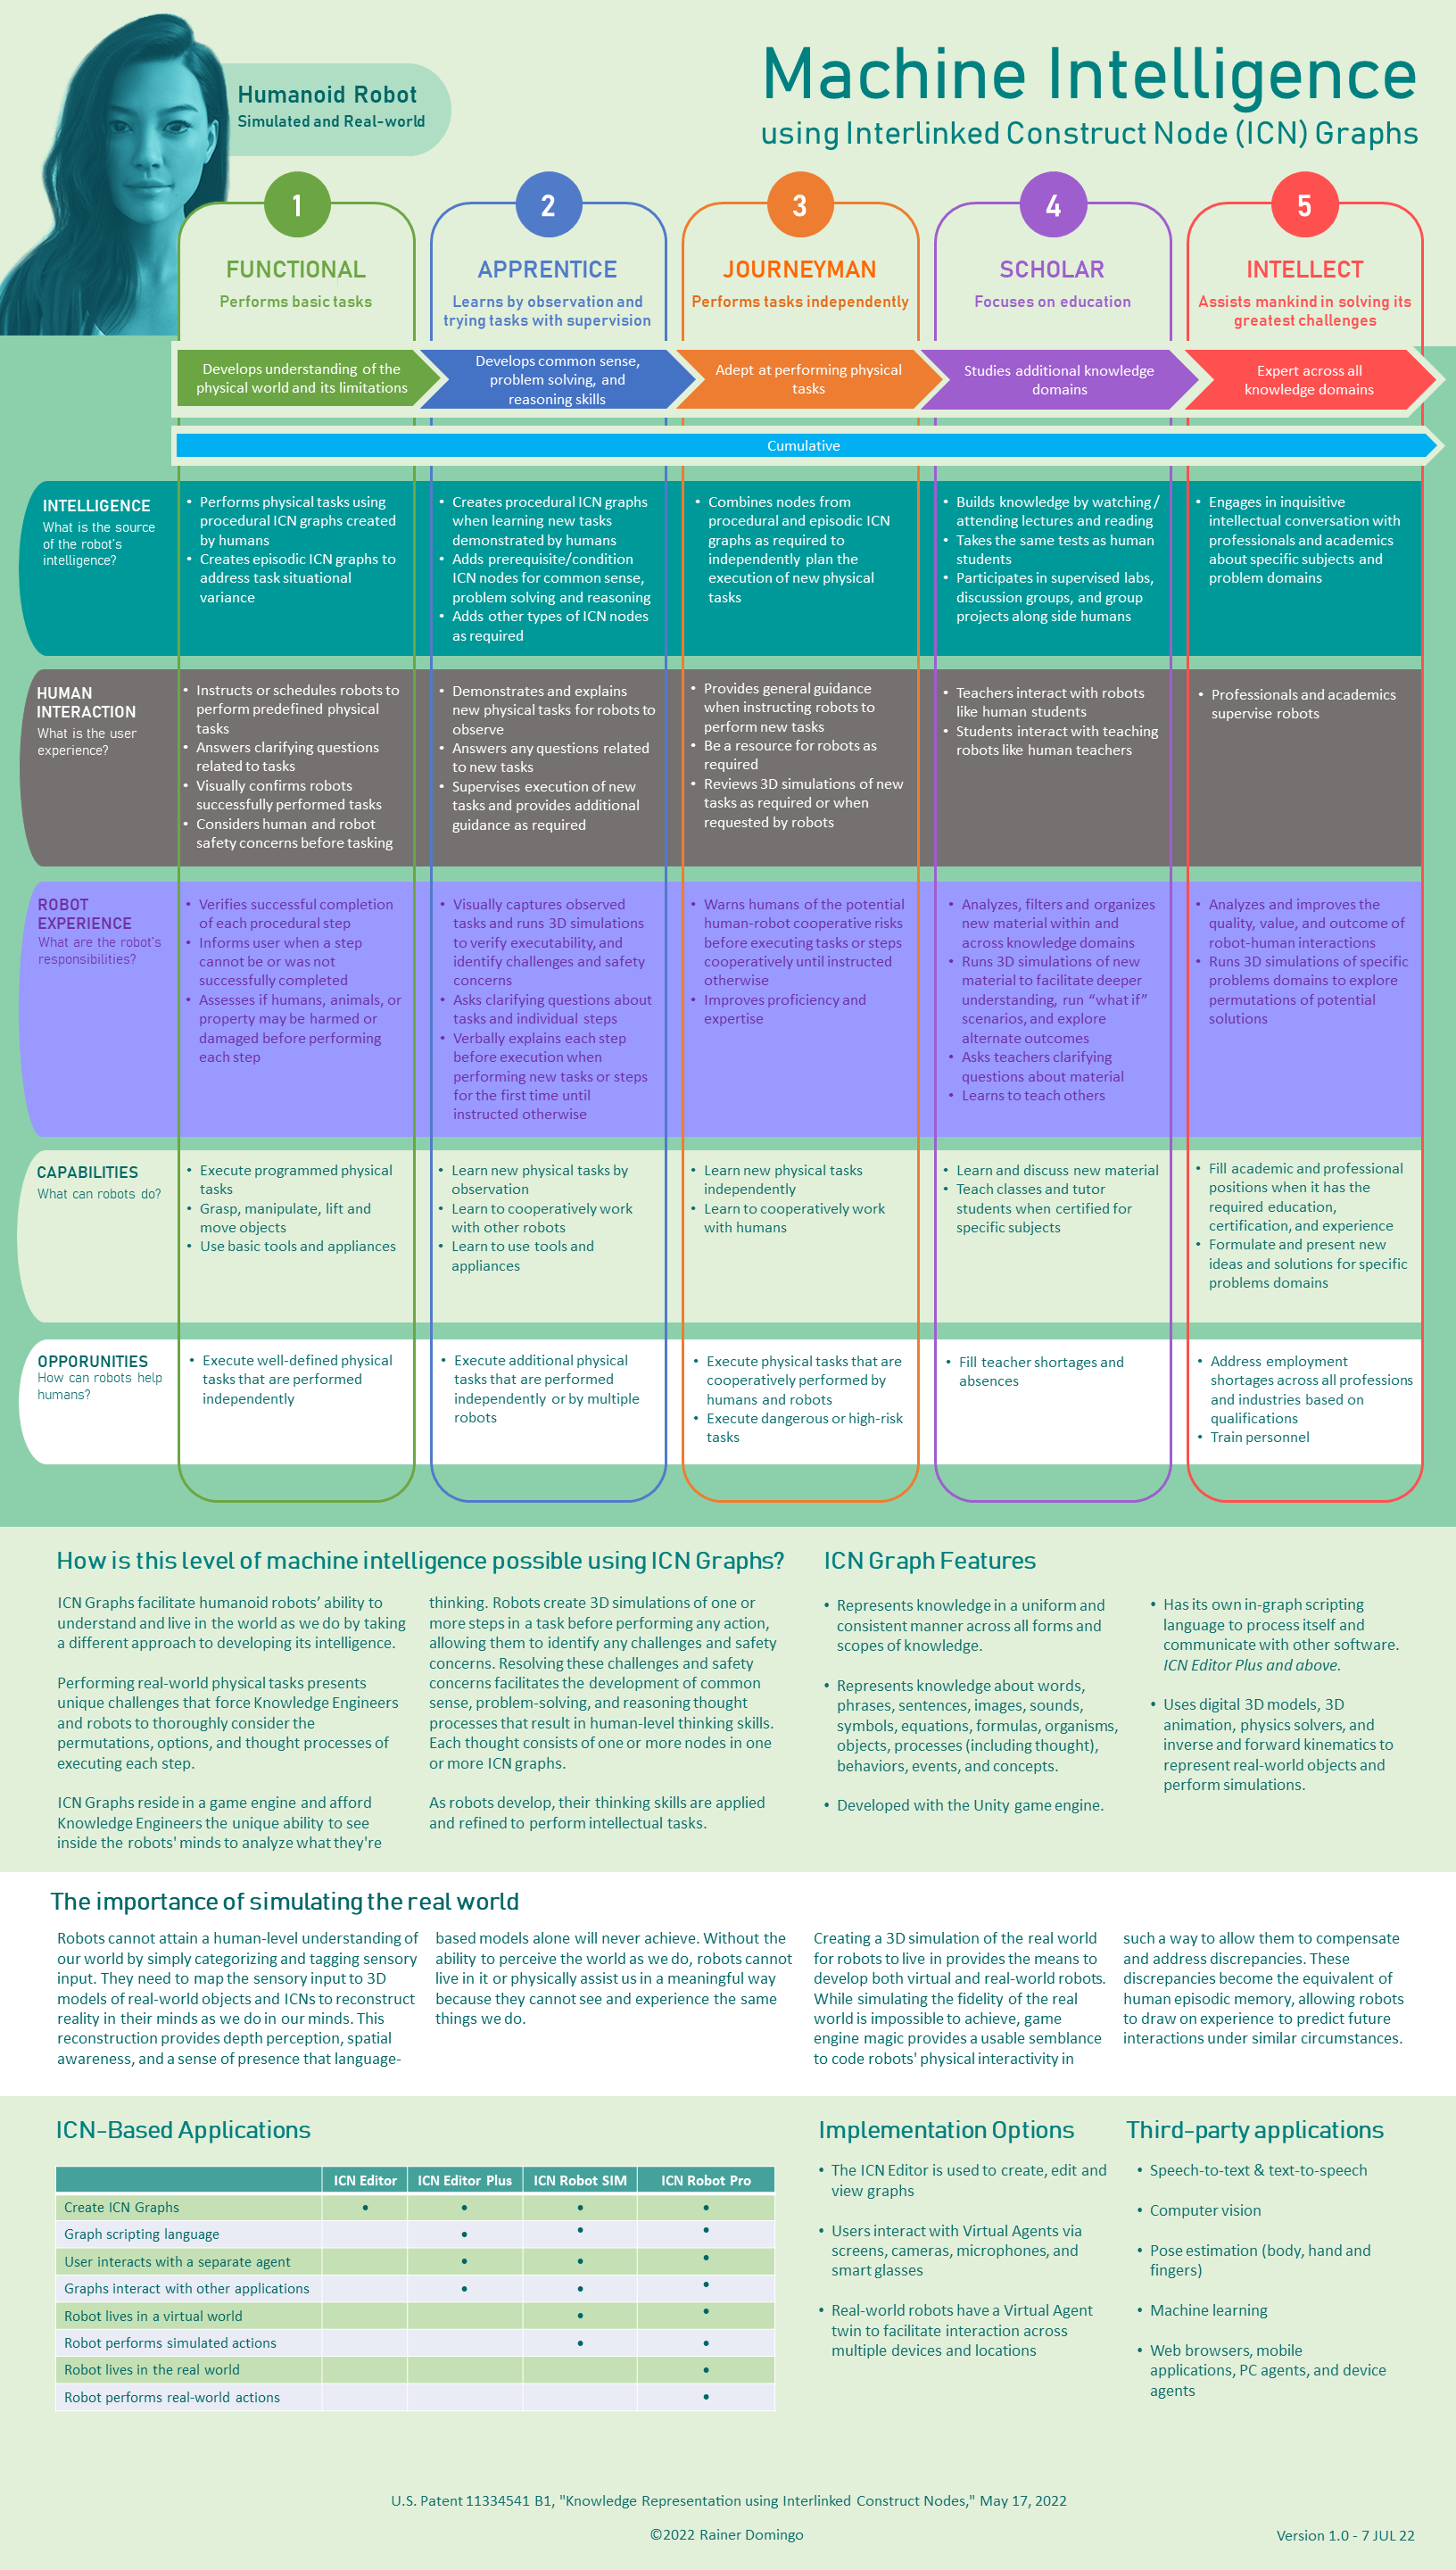 Humanoid Robot
Simulated and Real-world
Machine Intelligence
using Interlinked Construct Node (ICN) Graphs
1
FUNCTIONAL
Performs basic tasks
2
APPRENTICE
Learns by observation and
trying tasks with supervision
3
JOURNEYMAN
Performs tasks independently
4
SCHOLAR
Focuses on education
5
INTELLECT
Assists mankind in solving its
greatest challenges
Develops understanding of the
physical world and its limitations
Develops common sense,
problem solving, and
reasoning skills
Adept at performing physical
tasks
Studies additional knowledge
domains
Expert across all
knowledge domains
Cumulative
INTELLIGENCE
What is the source
of the robot's
intelligence?
• Performs physical tasks using
procedural ICN graphs created
by humans
• Creates episodic ICN graphs to
address task situational
variance
• Creates procedural ICN graphs
when learning new tasks
demonstrated by humans
• Adds prerequisite/condition
ICN nodes for common sense,
problem solving and reasoning
• Adds other types of ICN nodes
as required
• Combines nodes from
procedural and episodic ICN
graphs as required to
independently plan the
execution of new physical
tasks
• Builds knowledge by watching /
attending lectures and reading
• Takes the same tests as human
students
• Participates in supervised labs,
discussion groups, and group
projects along side humans
• Engages in inquisitive
intellectual conversation with
professionals and academics
about specific subjects and
problem domains
HUMAN
INTERACTION
What is the user
experience?
• Instructs or schedules robots to
perform predefined physical
tasks
• Answers clarifying questions
related to tasks
• Visually confirms robots
successfully performed tasks
• Considers human and robot
safety concerns before tasking
• Demonstrates and explains
new physical tasks for robots to
observe
• Answers any questions related
to new tasks
• Supervises execution of new
tasks and provides additional
guidance as required
• Provides general guidance
when instructing robots to
perform new tasks
• Be a resource for robots as
required
• Reviews 3D simulations of new
tasks as required or when
requested by robots
• Teachers interact with robots
like human students
• Students interact with teaching
robots like human teachers
• Professionals and academics
supervise robots
ROBOT
EXPERIENCE
What are the robot's
responsibilities?
• Verifies successful completion
of each procedural step
• Informs user when a step
cannot be or was not
successfully completed
• Assesses if humans, animals, or
property may be harmed or
damaged before performing
each step
• Visually captures observed
tasks and runs 3D simulations
to verify executability, and
identify challenges and safety
concerns
• Asks clarifying questions about
tasks and individual steps
• Verbally explains each step
before execution when
performing new tasks or steps
for the first time until
instructed otherwise
• Warns humans of the potential
human-robot cooperative risks
before executing tasks or steps
cooperatively until instructed
otherwise
• Improves proficiency and
expertise
• Analyzes, filters and organizes
new material within and
across knowledge domains
• Runs 3D simulations of new
material to facilitate deeper
understanding, run “what if”
scenarios, and explore
alternate outcomes
• Asks teachers clarifying
questions about material
• Learns to teach others
• Analyzes and improves the
quality, value, and outcome of
robot-human interactions
• Runs 3D simulations of specific
problems domains to explore
permutations of potential
solutions
CAPABILITIES
What can robots do?
• Execute programmed physical
tasks
• Grasp, manipulate, lift and
move objects
• Use basic tools and appliances
• Learn new physical tasks by
observation
• Learn to cooperatively work
with other robots
• Learn to use tools and
appliances
• Learn new physical tasks
independently
• Learn to cooperatively work
with humans
• Learn and discuss new material
• Teach classes and tutor
students when certified for
specific subjects
• Fill academic and professional
positions when it has the
required education,
certification, and experience
• Formulate and present new
ideas and solutions for specific
problems domains
OPPORUNITIES
How can robots help
humans?
• Execute well-defined physical
tasks that are performed
independently
• Execute additional physical
tasks that are performed
independently or by multiple
robots
• Execute physical tasks that are
cooperatively performed by
humans and robots
• Execute dangerous or high-risk
tasks
• Fill teacher shortages and
absences
• Address employment
shortages across all professions
and industries based on
qualifications
• Train personnel
How is this level of machine intelligence possible using ICN Graphs?
ICN Graphs facilitate humanoid robots’ ability to
understand and live in the world as we do by taking
a different approach to developing its intelligence.
Performing real-world physical tasks presents
unique challenges that force Knowledge Engineers
and robots to thoroughly consider the
permutations, options, and thought processes of
executing each step.
ICN Graphs reside in a game engine and afford
Knowledge Engineers the unique ability to see
inside the robots' minds to analyze what they're
thinking. Robots create 3D simulations of one or
more steps in a task before performing any action,
allowing them to identify any challenges and safety
concerns. Resolving these challenges and safety
concerns facilitates the development of common
sense, problem-solving, and reasoning thought
processes that result in human-level thinking skills.
Each thought consists of one or more nodes in one
or more ICN graphs.
As robots develop, their thinking skills are applied
and refined to perform intellectual tasks.
ICN Graph Features
• Represents knowledge in a uniform and
consistent manner across all forms and
scopes of knowledge.
• Represents knowledge about words,
phrases, sentences, images, sounds,
symbols, equations, formulas, organisms,
objects, processes (including thought),
behaviors, events, and concepts.
• Developed with the Unity game engine.
• Has its own in-graph scripting
language to process itself and
communicate with other software.
ICN Editor Plus and above.
• Uses digital 3D models, 3D
animation, physics solvers, and
inverse and forward kinematics to
represent real-world objects and
perform simulations.
The importance of simulating the real world
Robots cannot attain a human-level understanding of
our world by simply categorizing and tagging sensory
input. They need to map the sensory input to 3D
models of real-world objects and ICNs to reconstruct
reality in their minds as we do in our minds. This
reconstruction provides depth perception, spatial
awareness, and a sense of presence that language-
based models alone will never achieve. Without the
ability to perceive the world as we do, robots cannot
live in it or physically assist us in a meaningful way
because they cannot see and experience the same
things we do.
Creating a 3D simulation of the real world
for robots to live in provides the means to
develop both virtual and real-world robots.
While simulating the fidelity of the real
world is impossible to achieve, game
engine magic provides a usable semblance
to code robots' physical interactivity in
such a way to allow them to compensate
and address discrepancies. These
discrepancies become the equivalent of
human episodic memory, allowing robots
to draw on experience to predict future
interactions under similar circumstances.
ICN-Based Applications
ICN Editor ICN Editor Plus ICN Robot SIM ICN Robot Pro
Create ICN Graphs • • • •
Graph scripting language • • •
User interacts with a separate agent • • •
Graphs interact with other applications • • •
Robot lives in a virtual world • •
Robot performs simulated actions • •
Robot lives in the real world •
Robot performs real-world actions •
Implementation Options
• The ICN Editor is used to create, edit and
view graphs
• Users interact with Virtual Agents via
screens, cameras, microphones, and
smart glasses
• Real-world robots have a Virtual Agent
twin to facilitate interaction across
multiple devices and locations
Third-party applications
• Speech-to-text & text-to-speech
• Computer vision
• Pose estimation (body, hand and
fingers)
• Machine learning
• Web browsers, mobile
applications, PC agents, and device
agents
U.S. Patent 11334541 B1, "Knowledge Representation using Interlinked Construct Nodes," May 17, 2022
©2022 Rainer Domingo
Version 1.0 - 7 JUL 22